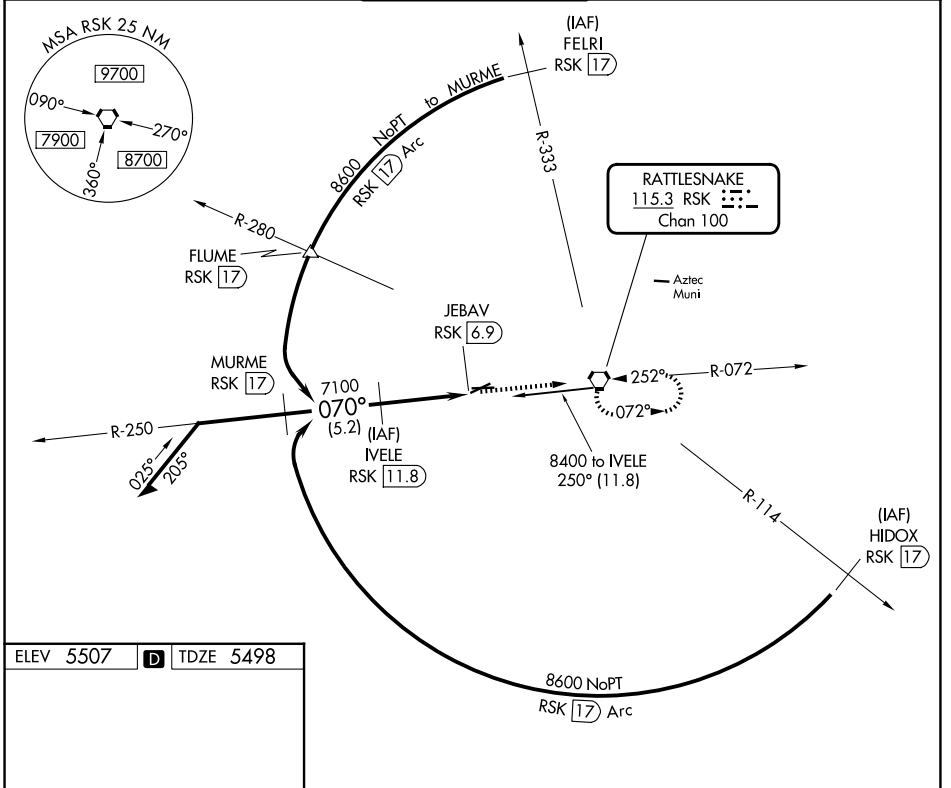 MSA RSK 25 NM
9700
090°
270°
7900
8700
360°
(IAF)
FELRI
RSK 17
8600 NoPT to MURME
RSK 17 Arc
R-333
RATTLESNAKE
115.3 RSK
Chan 100
R-280
FLUME
RSK 17
Aztec
Muni
JEBAV
RSK 6.9
MURME
RSK 17
7100
070°
(5.2)
252°
R-072
072°
R-250
(IAF)
IVELE
RSK 11.8
025°
205°
8400 to IVELE
250° (11.8)
R-114
(IAF)
HIDOX
RSK 17
8600 NoPT
RSK 17 Arc
ELEV 5507 D TDZE 5498